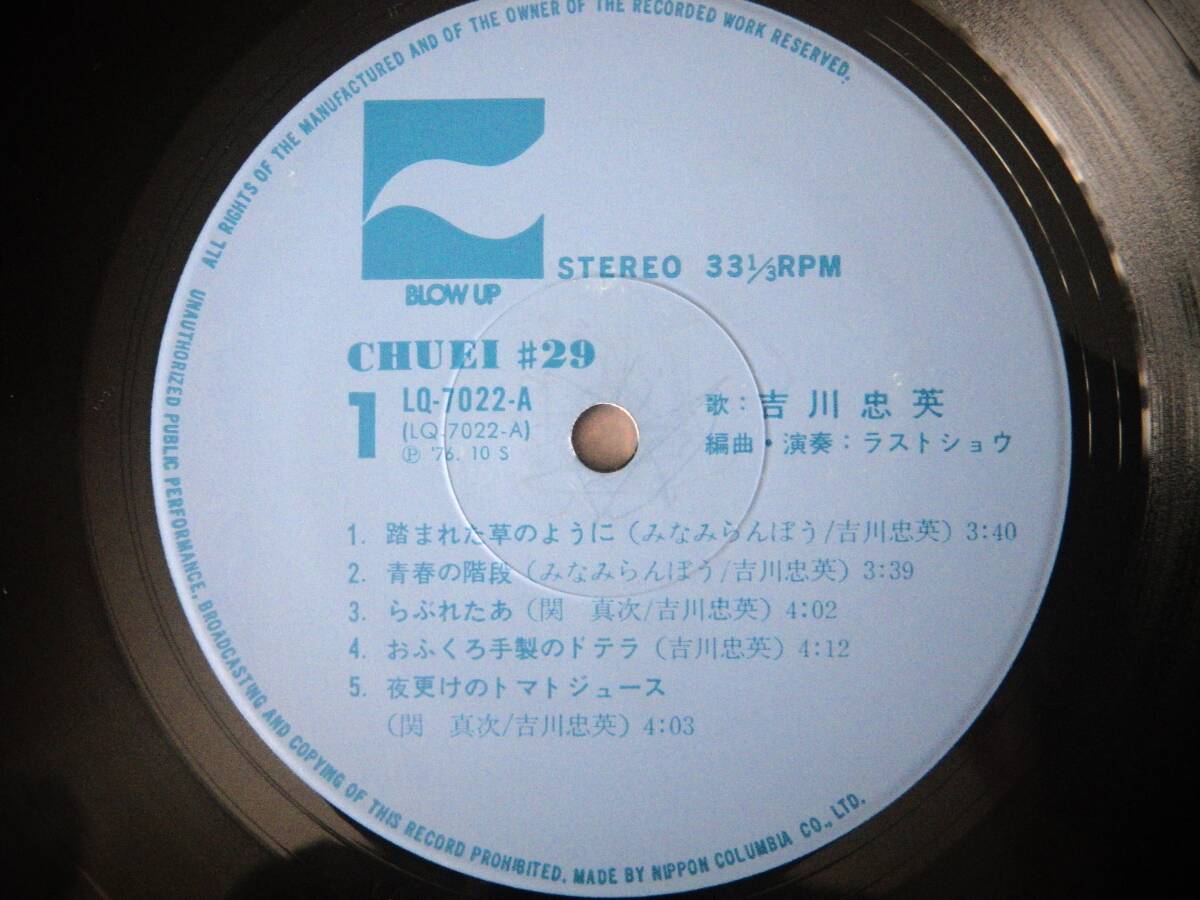 ALL RIGHTS OF THE MANUFACTURED AND OF THE OWNER OF THE RECORDED WORK RESERVED.
UNAUTHORIZED PUBLIC PERFORMANCE, BROADCASTING AND COPYING OF THIS RECORD PROHIBITED. MADE BY NIPPON COLUMBIA CO., LTD.
BLOW UP
STEREO 33 1/3 RPM
CHUEI #29
1
LQ-7022-A
(LQ-7022-A)
Ⓟ '76. 10 S
歌: 吉川忠英
編曲・演奏: ラストショウ
1. 踏まれた草のように (みなみらんぼう/吉川忠英) 3:40
2. 青春の階段 (みなみらんぼう/吉川忠英) 3:39
3. らぶれたあ (関 真次/吉川忠英) 4:02
4. おふくろ手製のドテラ (吉川忠英) 4:12
5. 夜更けのトマトジュース
(関 真次/吉川忠英) 4:03